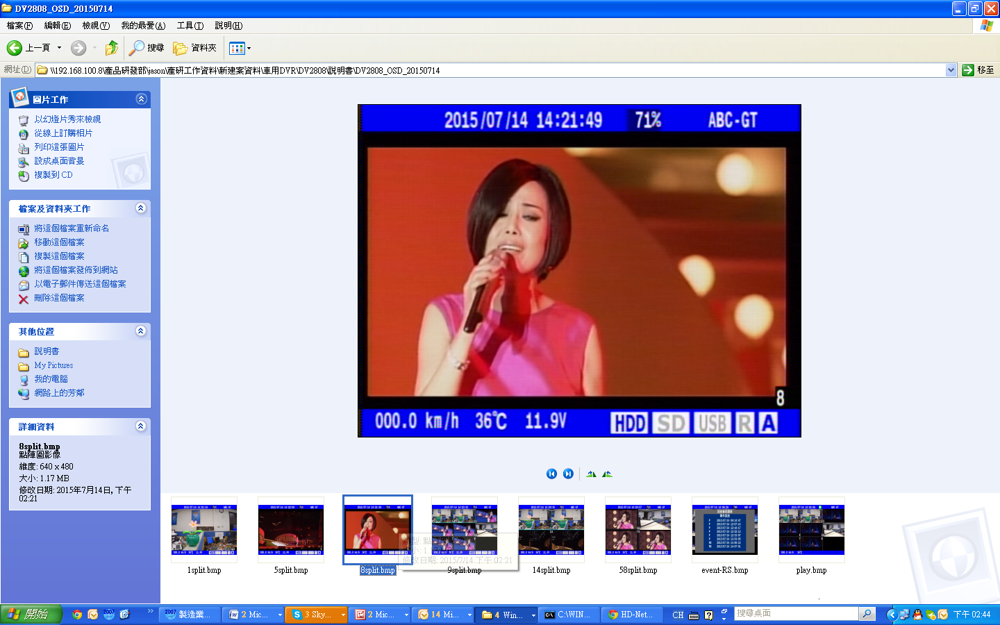 DV2808_OSD_20150714
檔案(F) 編輯(E) 檢視(V) 我的最愛(A) 工具(T) 說明(H)
上一頁 搜尋 資料夾
網址(D) \\192.168.100.8\產品研發部\jason\產研工作資料\新建案資料\車用DVR\DV2808\說明書\DV2808_OSD_20150714 移至
圖片工作
以幻燈片秀來檢視
從線上訂購相片
列印這張圖片
設成桌面背景
複製到 CD
檔案及資料夾工作
將這個檔案重新命名
移動這個檔案
複製這個檔案
將這個檔案發佈到網站
以電子郵件傳送這個檔案
刪除這個檔案
其他位置
說明書
My Pictures
我的電腦
網路上的芳鄰
詳細資料
8split.bmp
點陣圖影像
維度: 640 x 480
大小: 1.17 MB
修改日期: 2015年7月14日, 下午
02:21
2015/07/14 14:21:49 71% ABC-GT
8
000.0 km/h 36℃ 11.9V HDD SD USB R A
修改日期: 2015/7/14 下午 02:21
1split.bmp 5split.bmp 8split.bmp 9split.bmp 14split.bmp 58split.bmp event-RS.bmp play.bmp
開始 2007 2007 製造業... 2 Mic... 3 Sky... 2 Mic... 14 Mi... 4 Win... C:\WIN... HD-Net... CH 搜尋桌面 下午 02:44